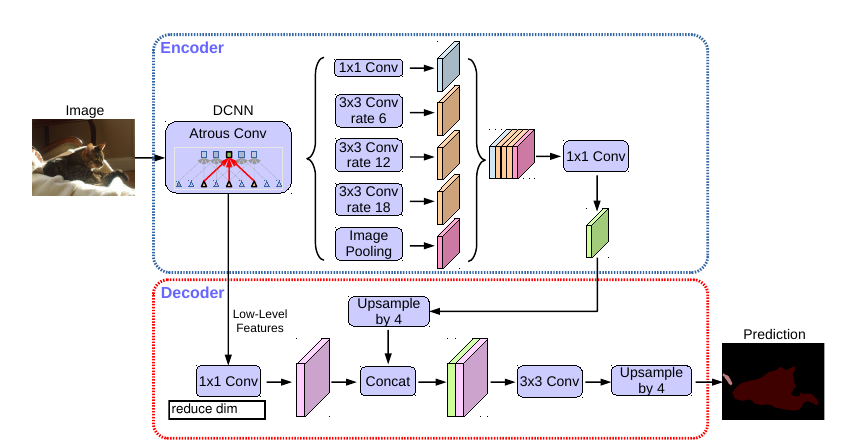 Encoder
Image
DCNN
Atrous Conv
1x1 Conv
3x3 Conv
rate 6
3x3 Conv
rate 12
3x3 Conv
rate 18
Image
Pooling
1x1 Conv
Decoder
Low-Level
Features
Upsample
by 4
1x1 Conv
reduce dim
Concat
3x3 Conv
Upsample
by 4
Prediction